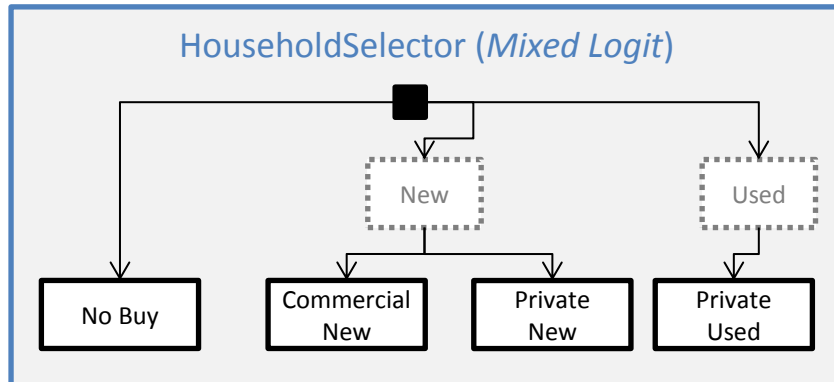 HouseholdSelector (Mixed Logit)
New
Used
No Buy
Commercial
New
Private
New
Private
Used